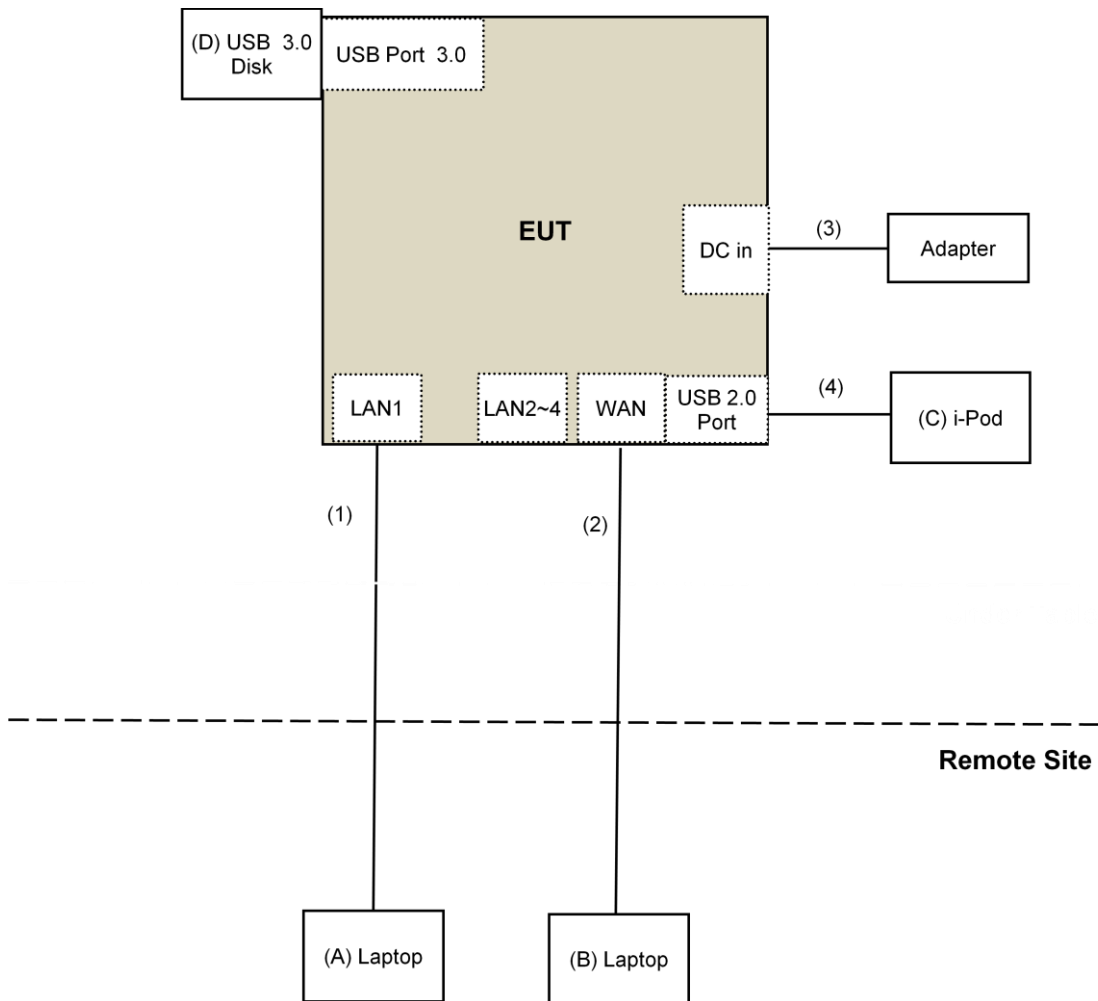 (D) USB 3.0
Disk
USB Port 3.0
EUT
DC in
(3)
Adapter
LAN1
LAN2~4
WAN
USB 2.0
Port
(4)
(C) i-Pod
(1)
(2)
Remote Site
(A) Laptop
(B) Laptop